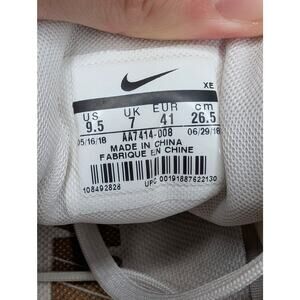 XE
US UK EUR cm
9.5 7 41 26.5
05/16/18 AA7414-008 06/29/18
MADE IN CHINA
FABRIQUE EN CHINE
108492828
UPC 00191887622130